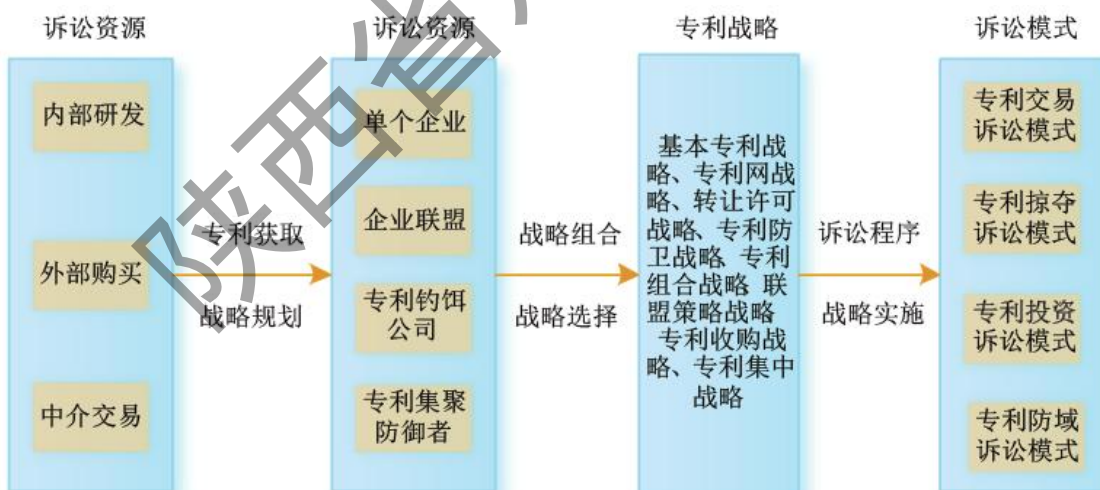 诉讼资源
内部研发
外部购买
中介交易
专利获取
战略规划
诉讼资源
单个企业
企业联盟
专利钓饵
公司
专利集聚
防御者
战略组合
战略选择
专利战略
基本专利战
略、专利网战
略、转让许可
战略、专利防
卫战略 专利
组合战略 联
盟策略战略
专利收购战
略、专利集中
战略
诉讼程序
战略实施
诉讼模式
专利交易
诉讼模式
专利掠夺
诉讼模式
专利投资
诉讼模式
专利防域
诉讼模式
陕西省